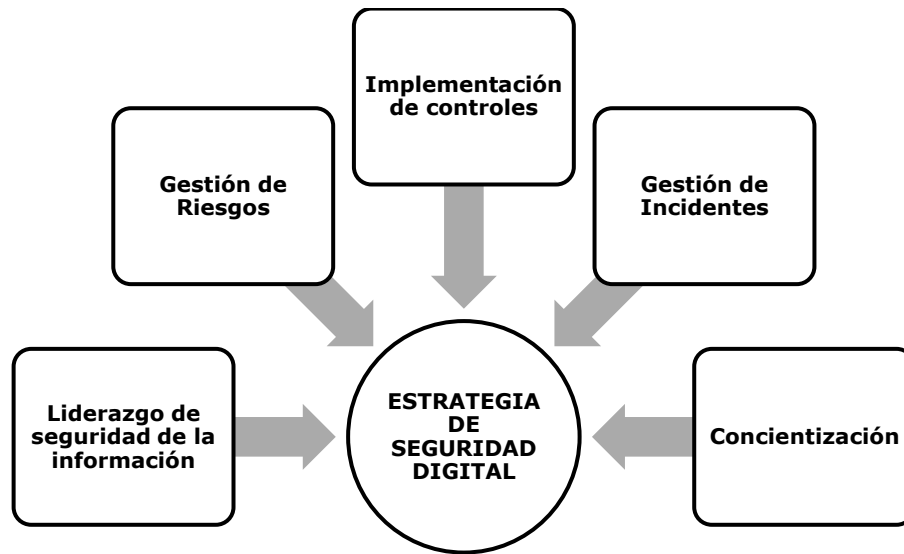 Implementación
de controles
Gestión de
Riesgos
Gestión de
Incidentes
Liderazgo de
seguridad de la
información
ESTRATEGIA
DE
SEGURIDAD
DIGITAL
Concientización